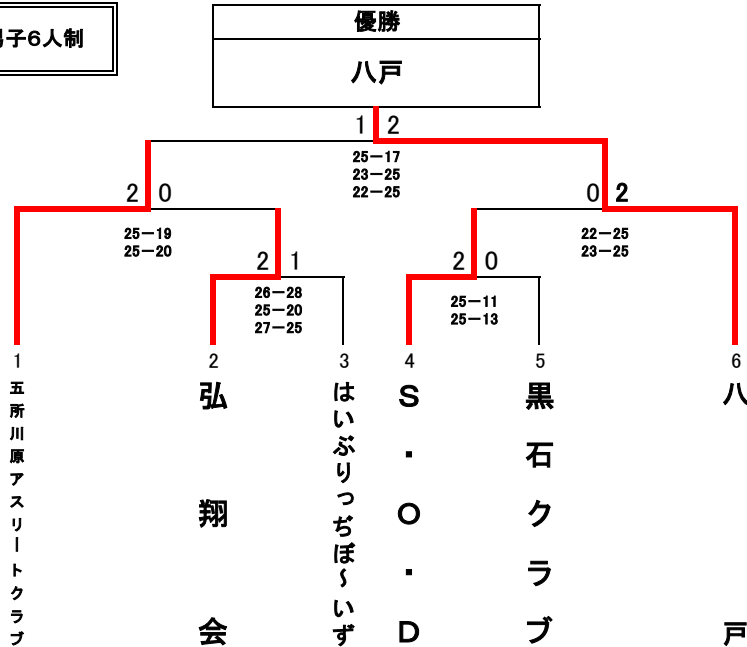 男子6人制
優勝
八戸
1 2
25－17
23－25
22－25
2 0
25－19
25－20
0 2
22－25
23－25
2 1
26－28
25－20
27－25
2 0
25－11
25－13
1 2 3 4 5 6
五所川原アスリートクラブ
弘翔会
はいぶりっぢぼ～いず
S・O・D
黒石クラブ
八戸